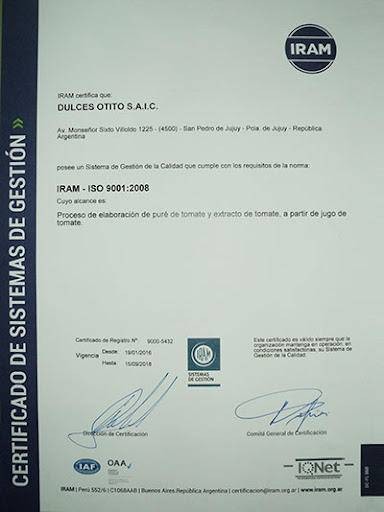 IRAM
IRAM certifica que:
DULCES OTITO S.A.I.C.
Av. Monseñor Sixto Villoldo 1225 - (4500) - San Pedro de Jujuy - Pcia. de Jujuy - República
Argentina
posee un Sistema de Gestión de la Calidad que cumple con los requisitos de la norma:
IRAM - ISO 9001:2008
Cuyo alcance es:
Proceso de elaboración de puré de tomate y extracto de tomate, a partir de jugo de
tomate.
CERTIFICADO DE SISTEMAS DE GESTIÓN »
Certificado de Registro Nº: 9000-5432
Vigencia
Desde: 19/01/2016
Hasta: 15/09/2018
IRAM
SISTEMAS
DE GESTIÓN
Este certificado es válido siempre que la
organización mantenga en operación, en
condiciones satisfactorias, su Sistema de
Gestión de la Calidad.
Dirección de Certificación
Comité General de Certificación
IAF
OAA
IQNet
IRAM | Perú 552/6 | C1068AAB | Buenos Aires.República Argentina | certificacion@iram.org.ar | www.iram.org.ar